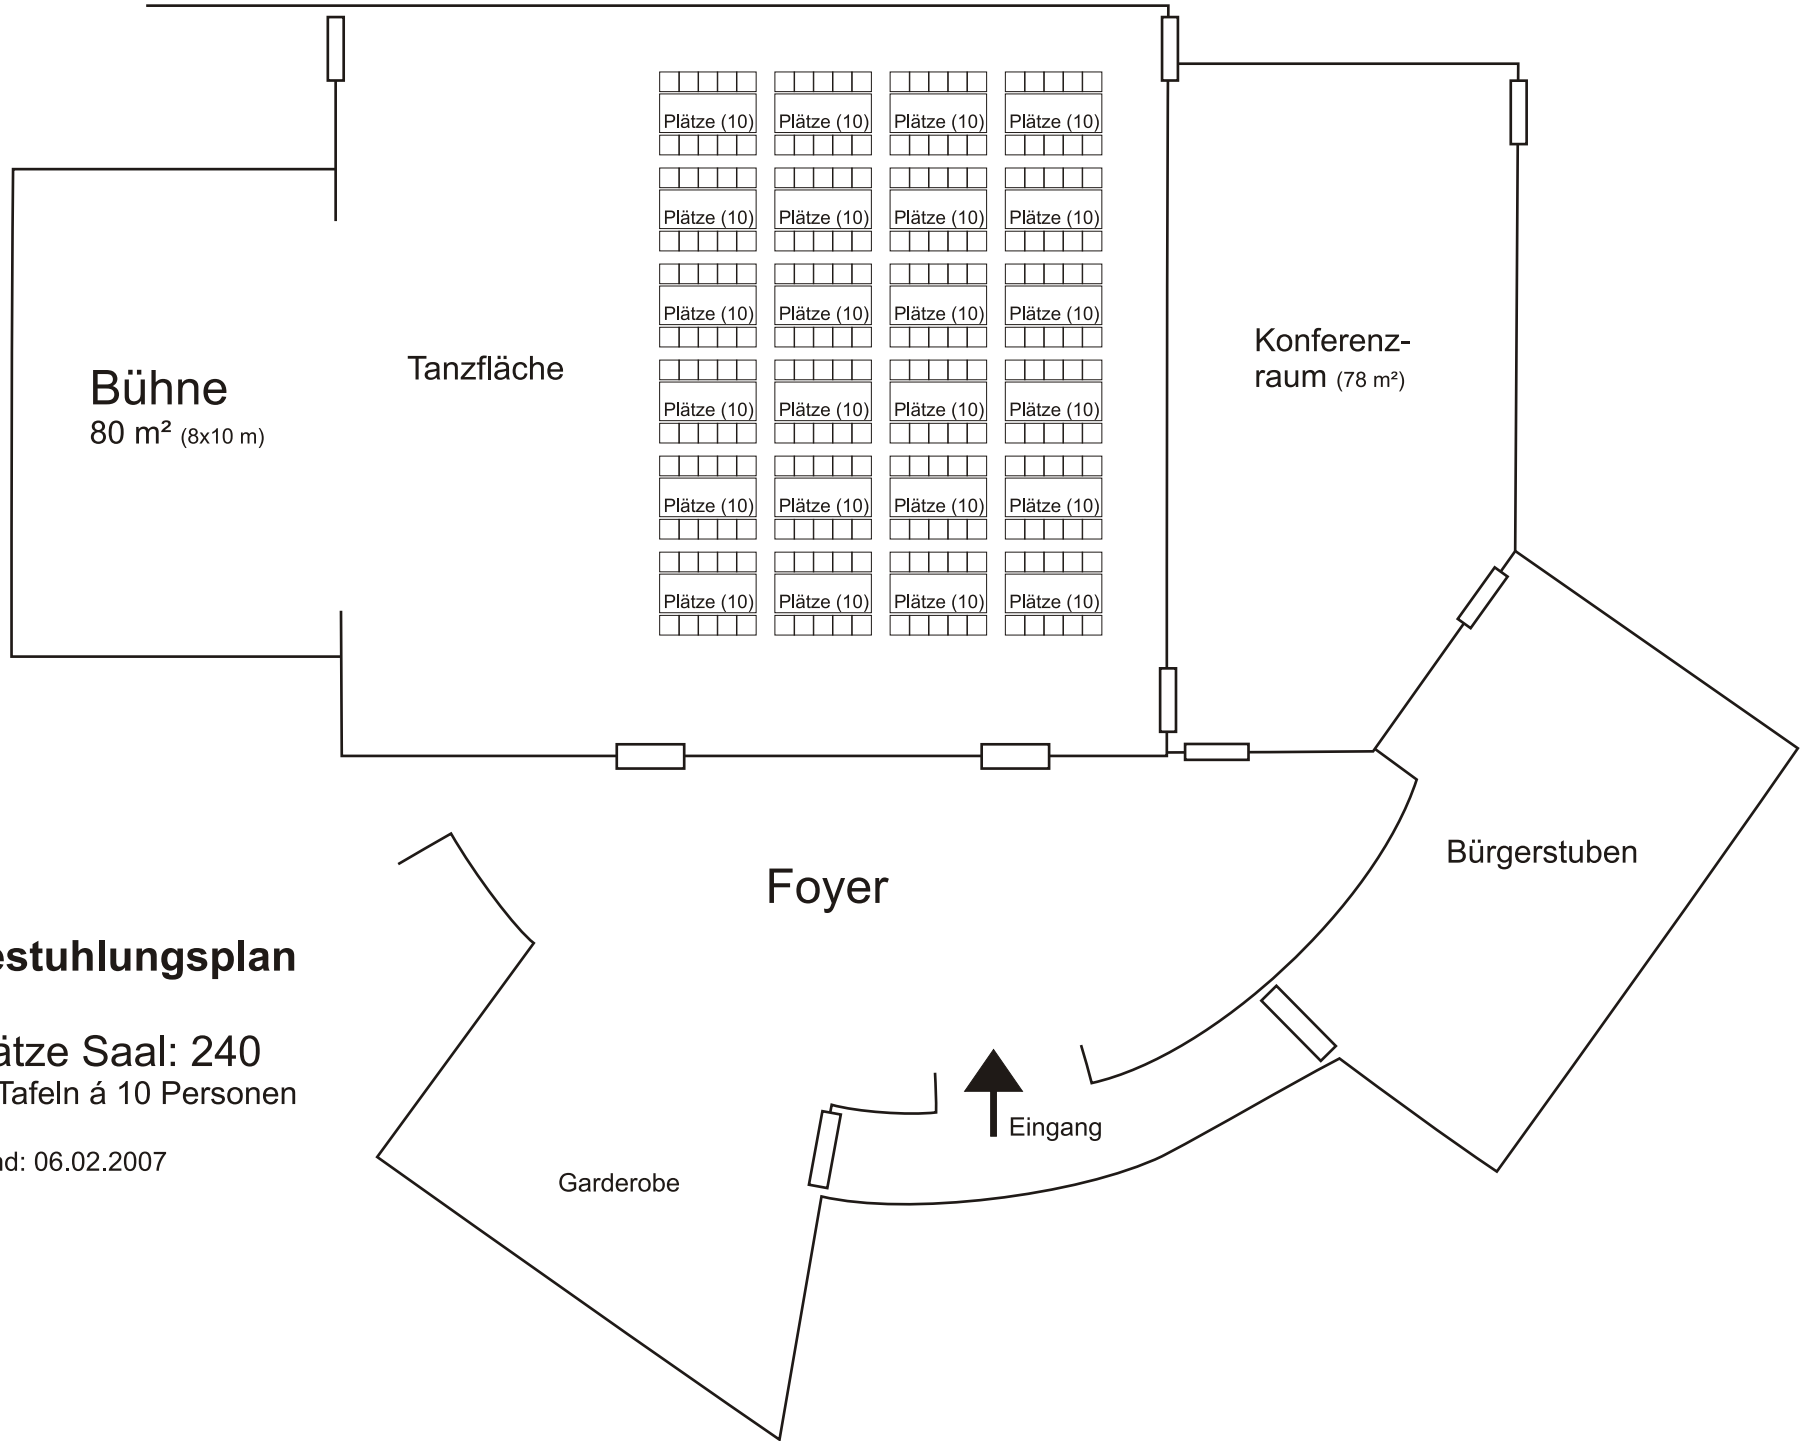 Plätze (10) Plätze (10) Plätze (10) Plätze (10)
Plätze (10) Plätze (10) Plätze (10) Plätze (10)
Plätze (10) Plätze (10) Plätze (10) Plätze (10)
Konferenz-
raum (78 m²)
Tanzfläche
Bühne
80 m² (8x10 m)
Plätze (10) Plätze (10) Plätze (10) Plätze (10)
Plätze (10) Plätze (10) Plätze (10) Plätze (10)
Plätze (10) Plätze (10) Plätze (10) Plätze (10)
Bürgerstuben
Foyer
estuhlungsplan
ätze Saal: 240
Tafeln á 10 Personen
Eingang
nd: 06.02.2007
Garderobe